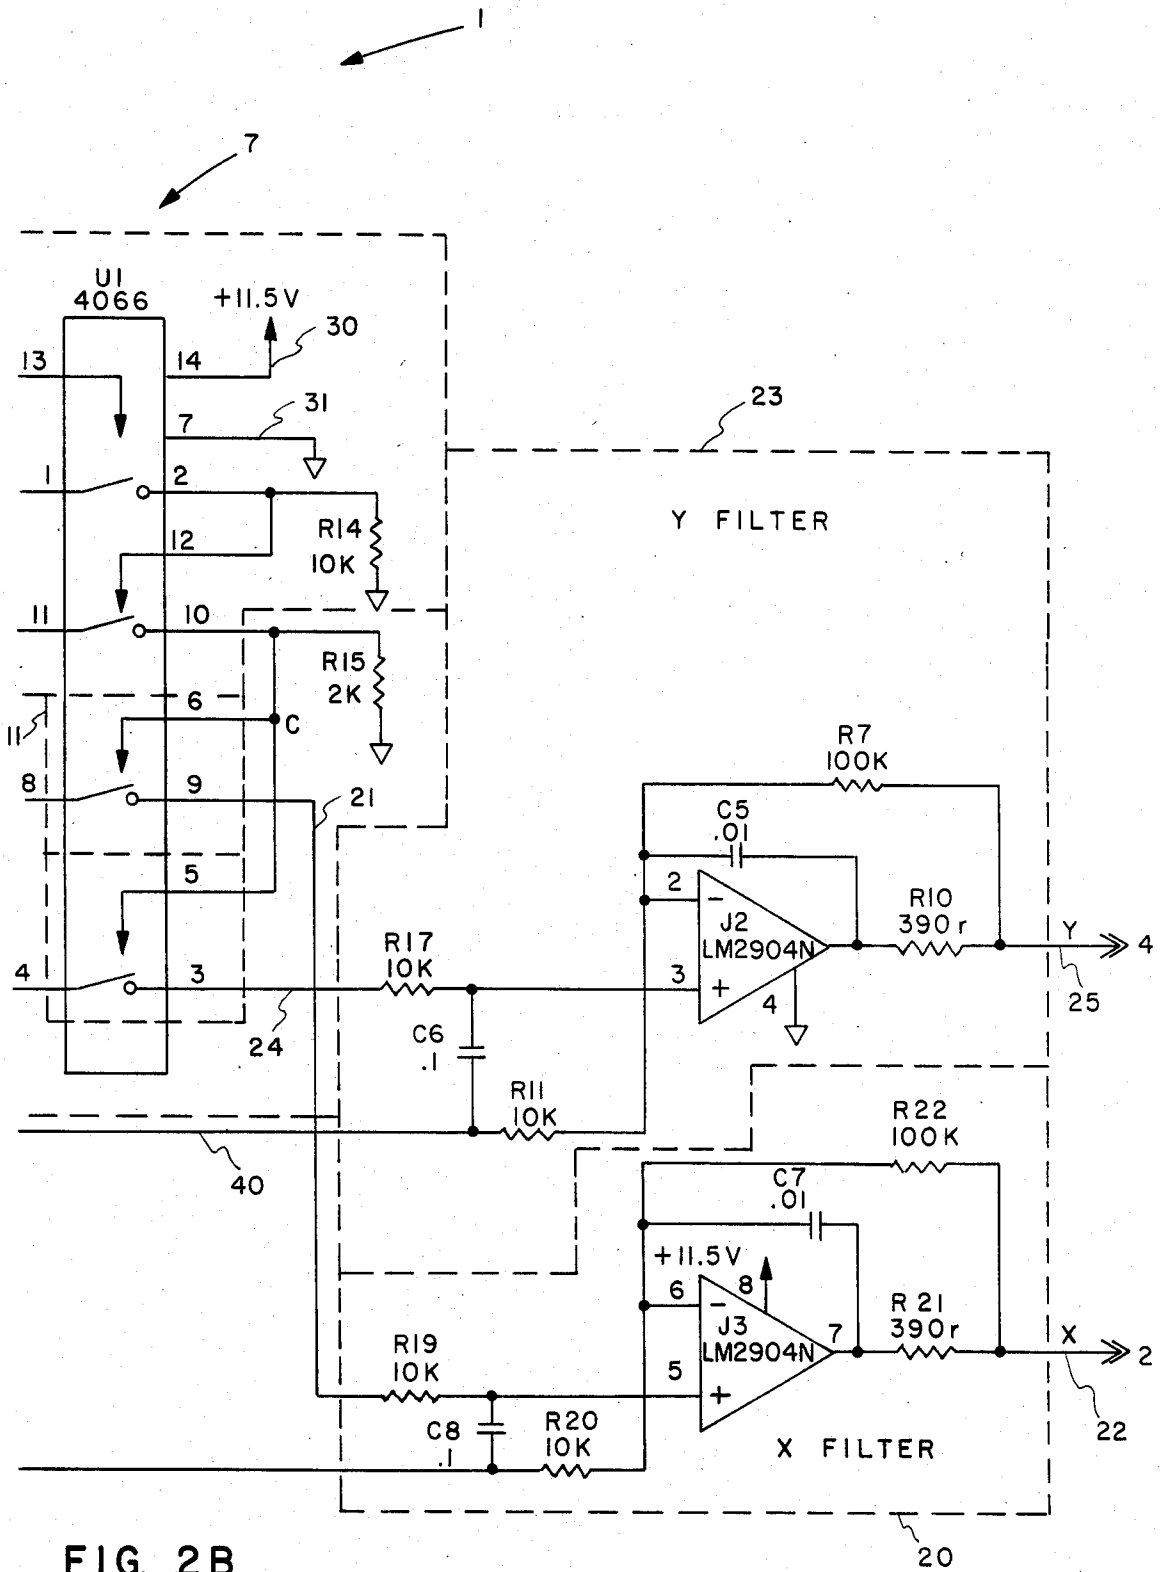 1
7
U1
4066
+11.5V
30
13
14
31
7
23
1
2
Y FILTER
R14
10K
12
11
10
R15
2K
6
C
11
R7
100K
8
9
21
C5
.01
5
2
-
R10
390r
J2
LM2904N
Y
4
R17
10K
4
3
3
+
4
25
24
C6
.1
R11
10K
R22
100K
40
C7
.01
+11.5V
8
6
-
R21
390r
J3
LM2904N
7
X
2
R19
10K
5
+
C8
.1
R20
10K
22
X FILTER
20
FIG. 2B